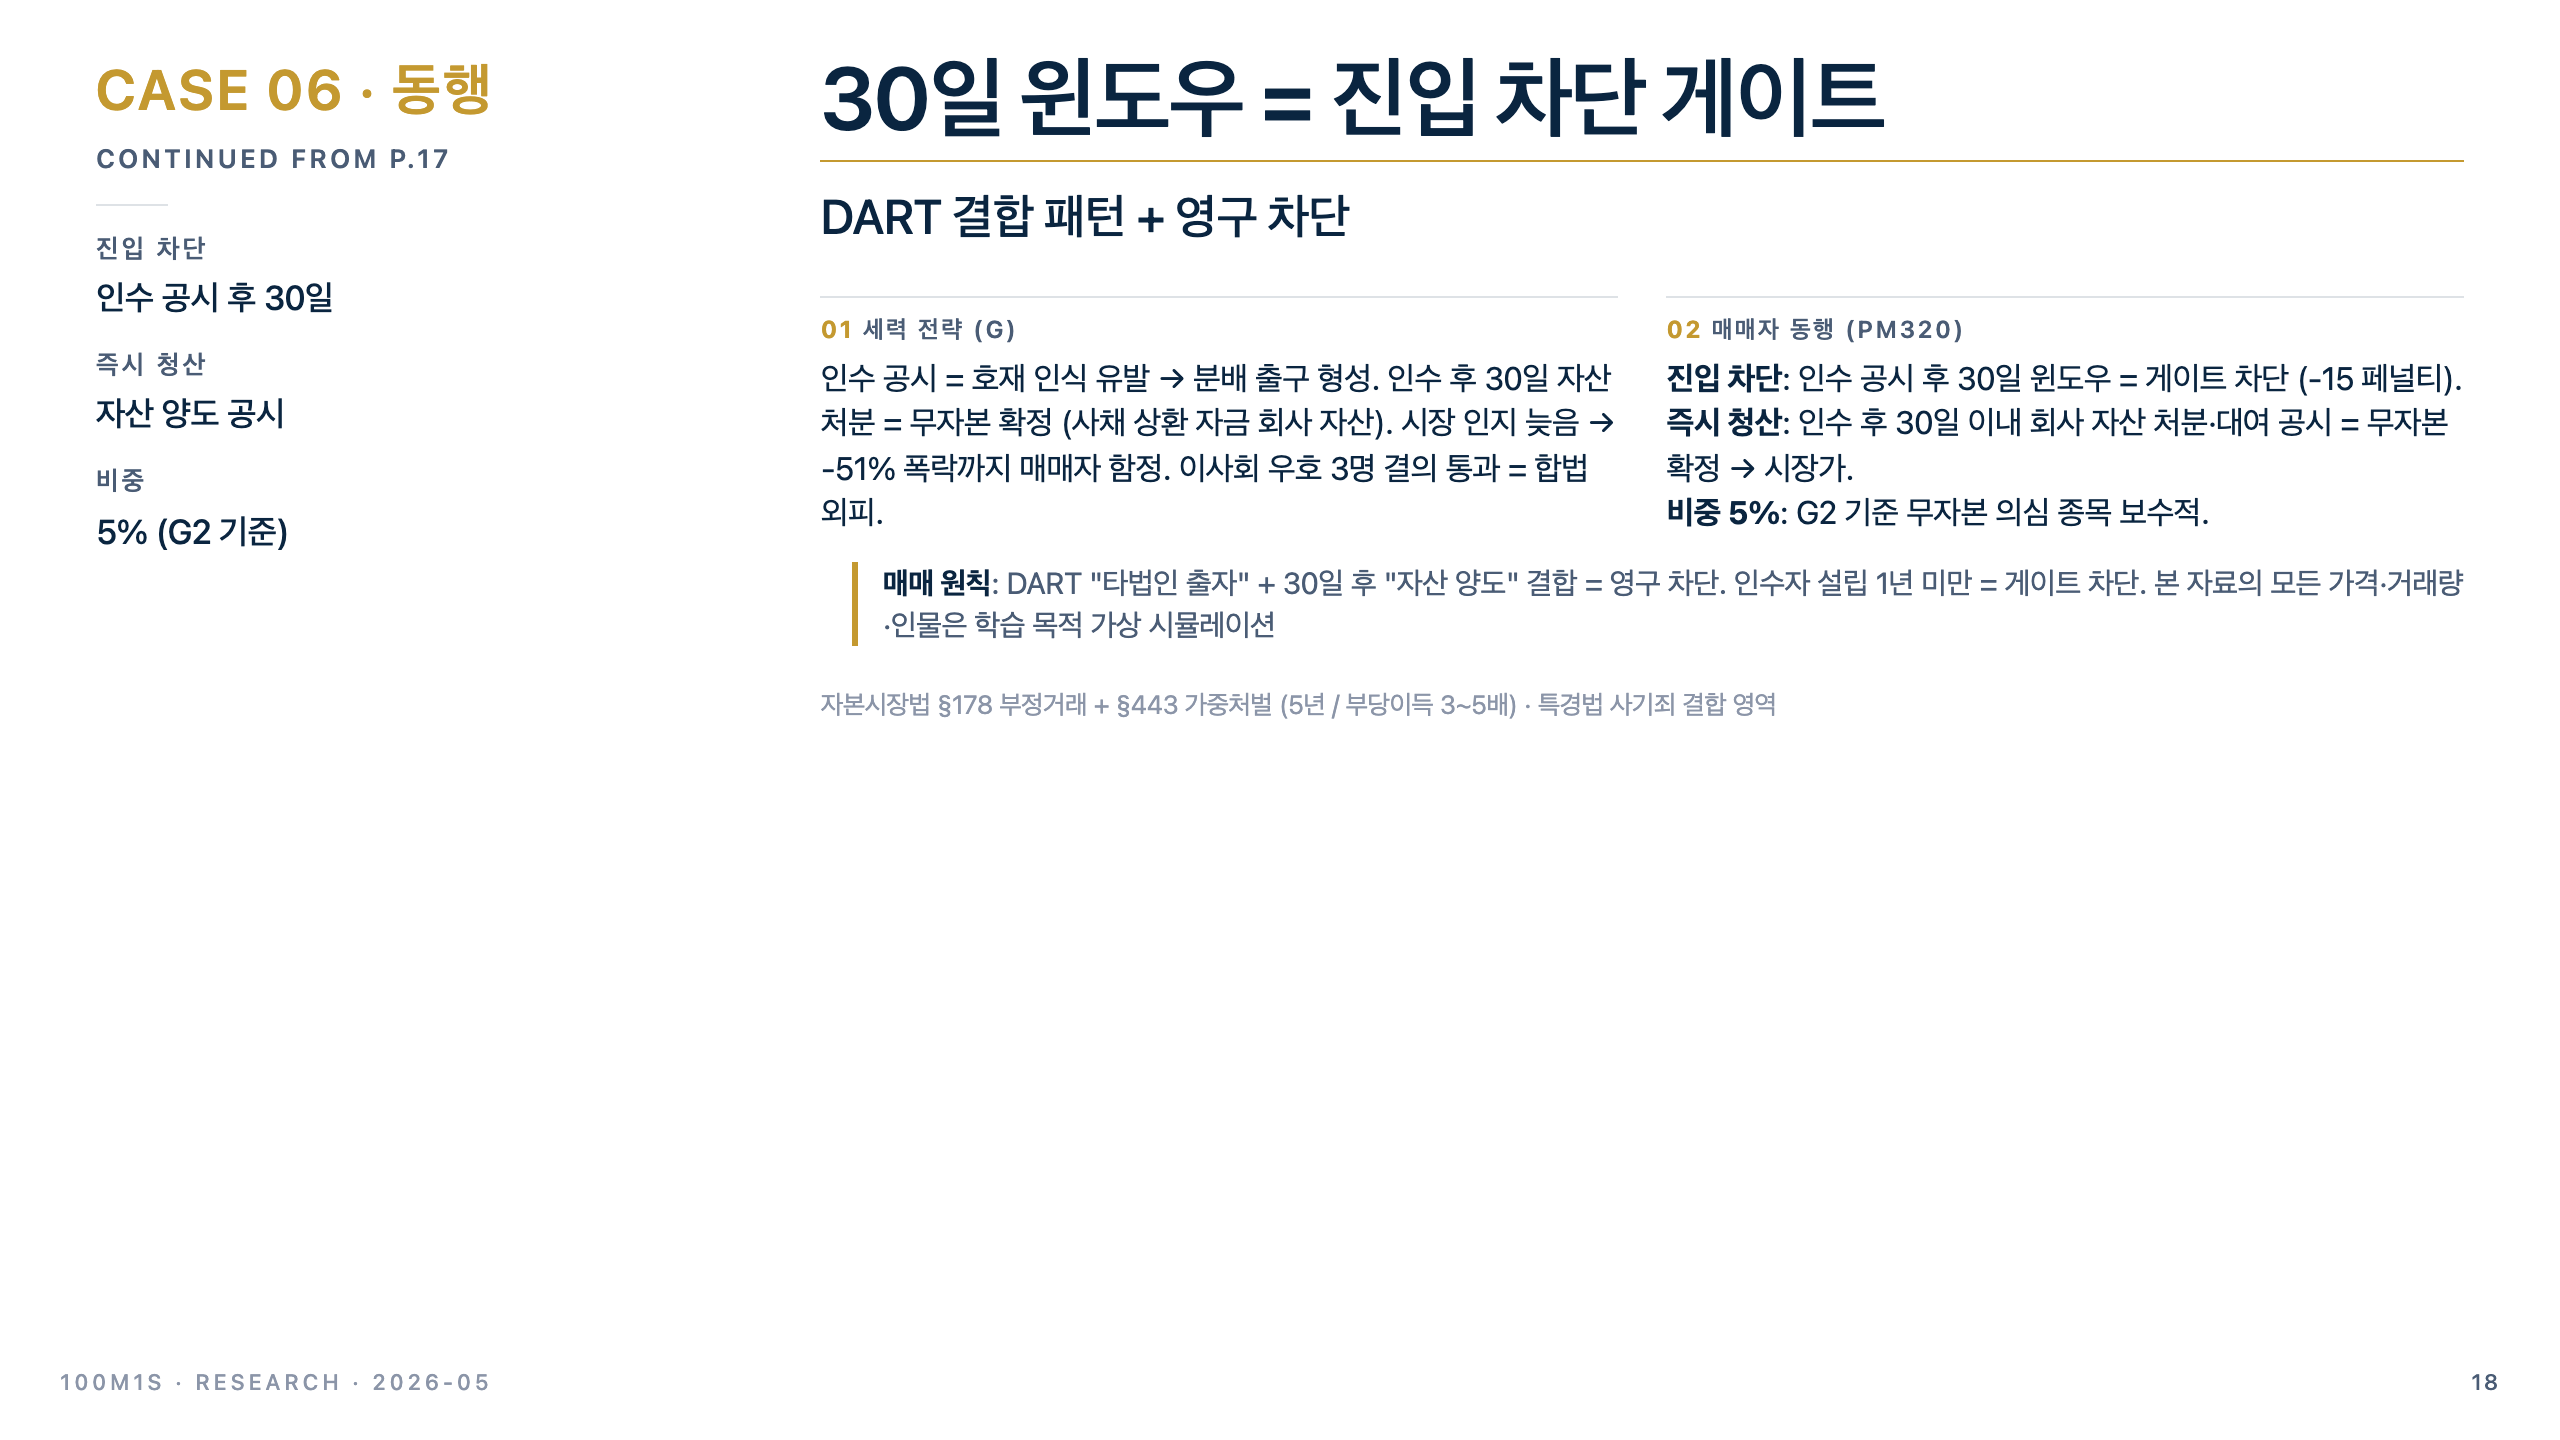 CASE 06 · 동행
CONTINUED FROM P.17
진입 차단
인수 공시 후 30일
즉시 청산
자산 양도 공시
비중
5% (G2 기준)
30일 윈도우 = 진입 차단 게이트
DART 결합 패턴 + 영구 차단
01 세력 전략 (G)
인수 공시 = 호재 인식 유발 → 분배 출구 형성. 인수 후 30일 자산
처분 = 무자본 확정 (사채 상환 자금 회사 자산). 시장 인지 늦음 →
-51% 폭락까지 매매자 함정. 이사회 우호 3명 결의 통과 = 합법
외피.
02 매매자 동행 (PM320)
진입 차단: 인수 공시 후 30일 윈도우 = 게이트 차단 (-15 페널티).
즉시 청산: 인수 후 30일 이내 회사 자산 처분·대여 공시 = 무자본
확정 → 시장가.
비중 5%: G2 기준 무자본 의심 종목 보수적.
매매 원칙: DART "타법인 출자" + 30일 후 "자산 양도" 결합 = 영구 차단. 인수자 설립 1년 미만 = 게이트 차단. 본 자료의 모든 가격·거래량
·인물은 학습 목적 가상 시뮬레이션
자본시장법 §178 부정거래 + §443 가중처벌 (5년 / 부당이득 3~5배) · 특경법 사기죄 결합 영역
100M1S · RESEARCH · 2026-05
18